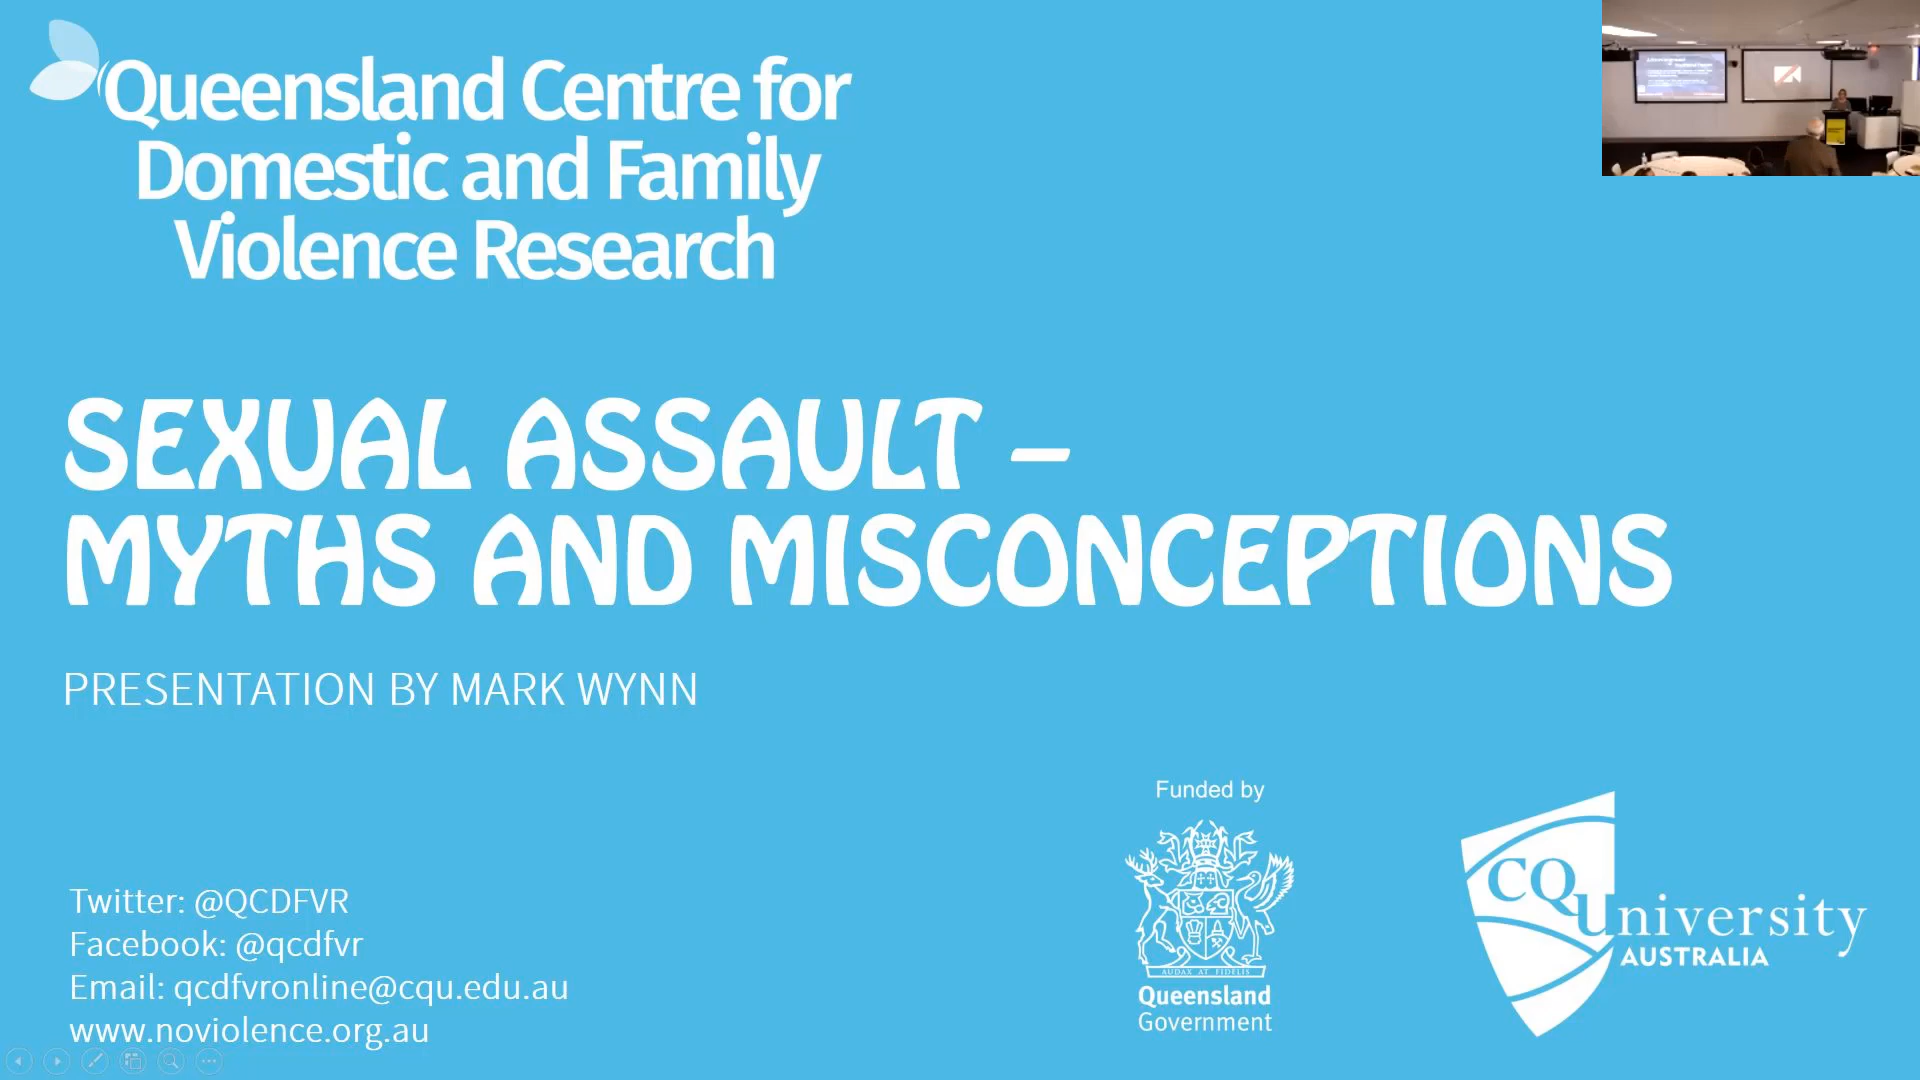 Queensland Centre for
Domestic and Family
Violence Research
SEXUAL ASSAULT –
MYTHS AND MISCONCEPTIONS
PRESENTATION BY MARK WYNN
Twitter: @QCDFVR
Facebook: @qcdfvr
Email: qcdfvronline@cqu.edu.au
www.noviolence.org.au
Funded by
AUDAX AT FIDELIS
Queensland
Government
CQUniversity
AUSTRALIA